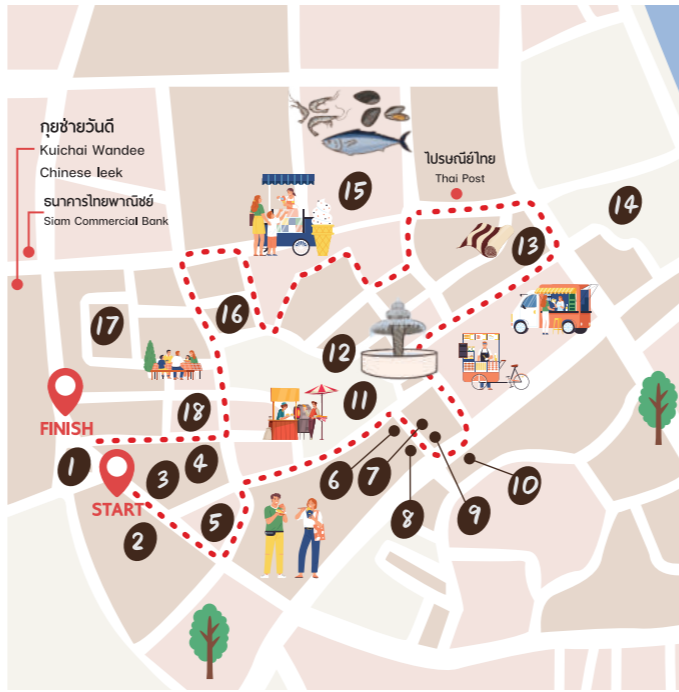 กุยช่ายวันดี
Kuichai Wandee
Chinese leek
ธนาคารไทยพาณิชย์
Siam Commercial Bank
ไปรษณีย์ไทย
Thai Post
15
14
13
16
17
12
11
18
FINISH
1
START
3
4
2
5
6
7
8
9
10